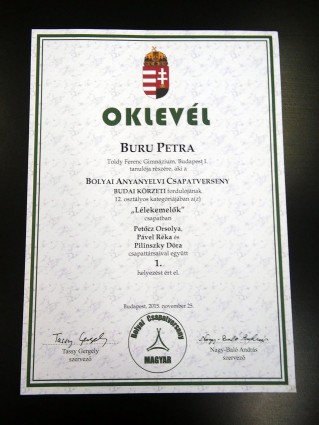 OKLEVÉL
BURU PETRA
Toldy Ferenc Gimnázium, Budapest I.
tanulója részére, aki a
BOLYAI ANYANYELVI CSAPATVERSENY
BUDAI KÖRZETI fordulójának
12. osztályos kategóriájában a(z)
„Lélekemelők”
csapatban
Petőcz Orsolya,
Pável Réka és
Pilinszky Dóra
csapattársaival együtt
1.
helyezést ért el.
Budapest, 2015. november 25.
Bolyai Csapatverseny
MAGYAR
Tassy Gergely
szervező
Nagy-Baló András
szervező